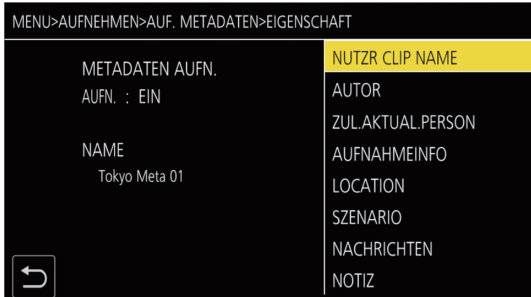 MENU>AUFNEHMEN>AUF. METADATEN>EIGENSCHAFT
METADATEN AUFN.
AUFN. : EIN
NAME
Tokyo Meta 01
NUTZR CLIP NAME
AUTOR
ZUL.AKTUAL.PERSON
AUFNAHMEINFO
LOCATION
SZENARIO
NACHRICHTEN
NOTIZ